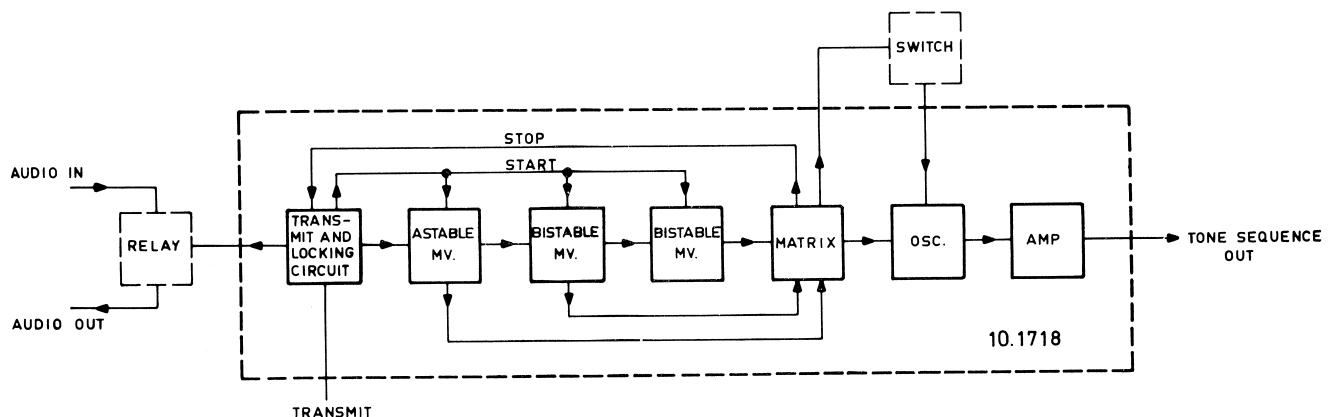 SWITCH
STOP
START
AUDIO IN
RELAY
AUDIO OUT
TRANS-
MIT AND
LOCKING
CIRCUIT
ASTABLE
MV.
BISTABLE
MV.
BISTABLE
MV.
MATRIX
OSC.
AMP
TONE SEQUENCE
OUT
10.1718
TRANSMIT